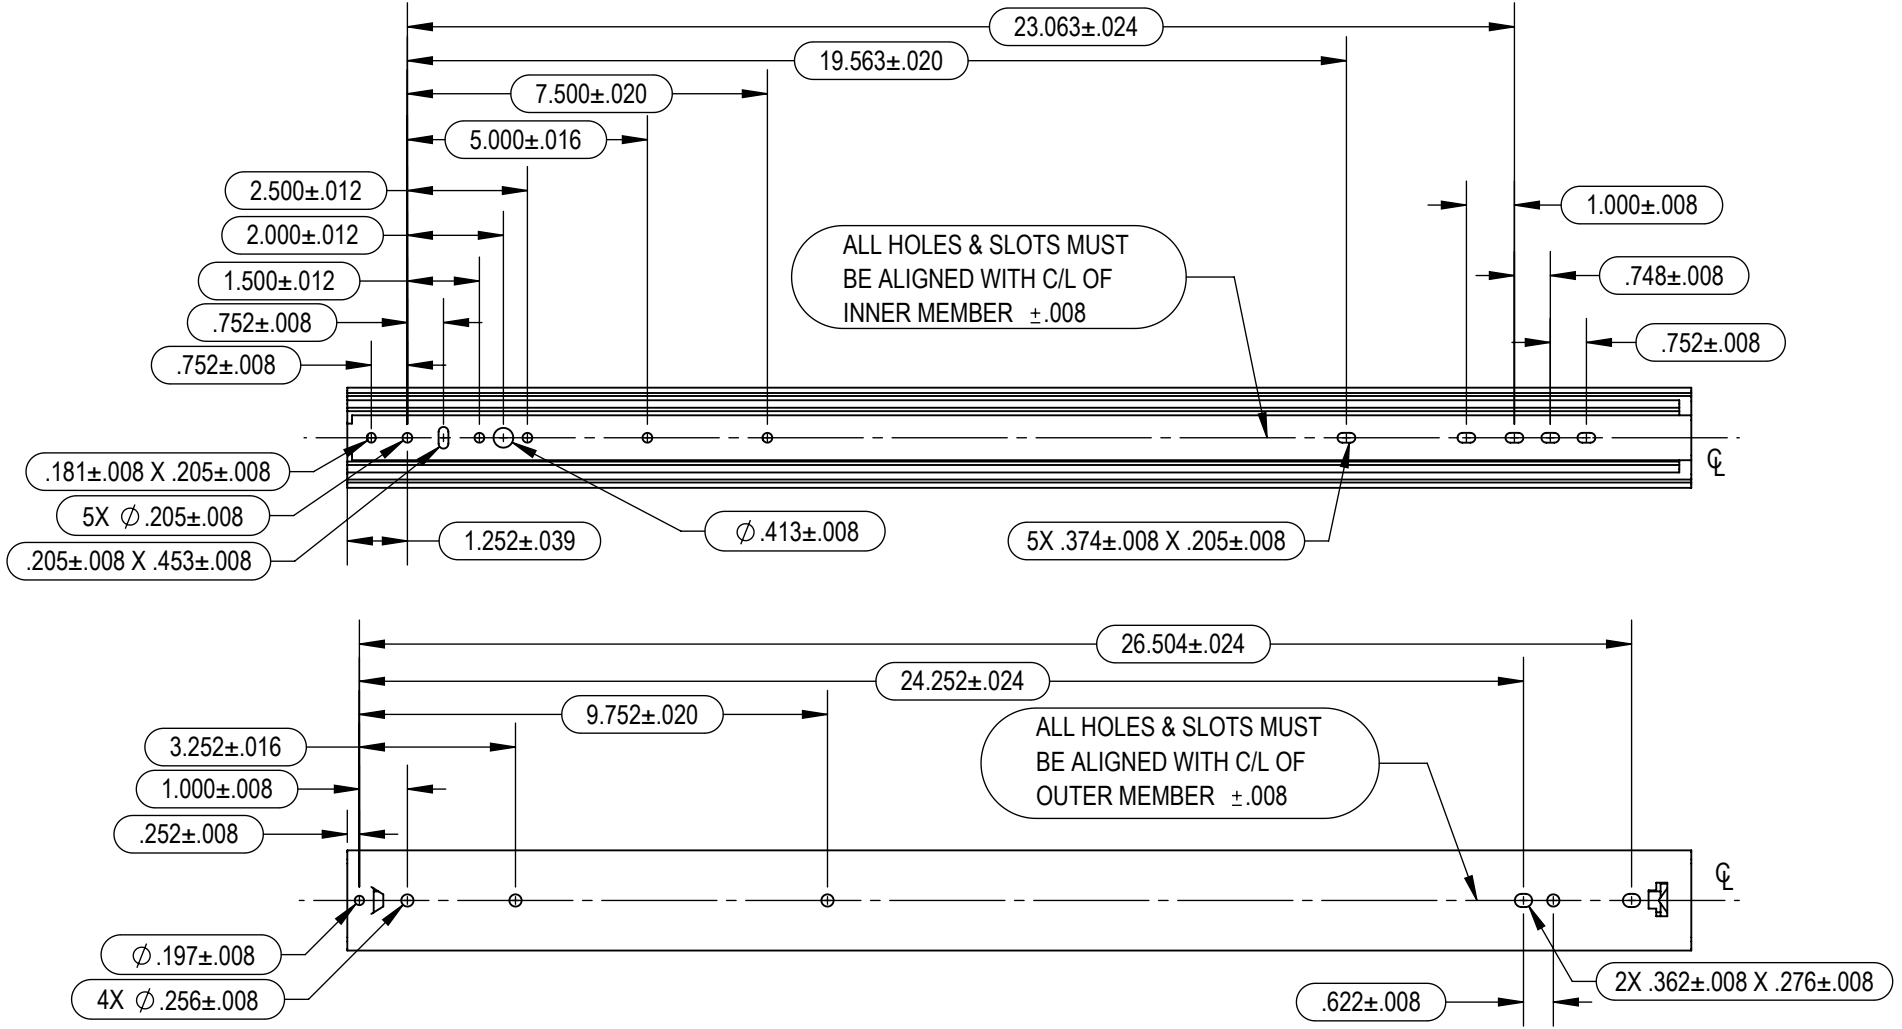 23.063±.024
19.563±.020
7.500±.020
5.000±.016
2.500±.012
1.000±.008
2.000±.012
ALL HOLES & SLOTS MUST
BE ALIGNED WITH C/L OF
INNER MEMBER ±.008
1.500±.012
.748±.008
.752±.008
.752±.008
.752±.008
℄
.181±.008 X .205±.008
5X ∅.205±.008
1.252±.039
∅.413±.008
5X .374±.008 X .205±.008
.205±.008 X .453±.008
26.504±.024
24.252±.024
9.752±.020
ALL HOLES & SLOTS MUST
BE ALIGNED WITH C/L OF
OUTER MEMBER ±.008
3.252±.016
1.000±.008
.252±.008
℄
∅.197±.008
4X ∅.256±.008
2X .362±.008 X .276±.008
.622±.008